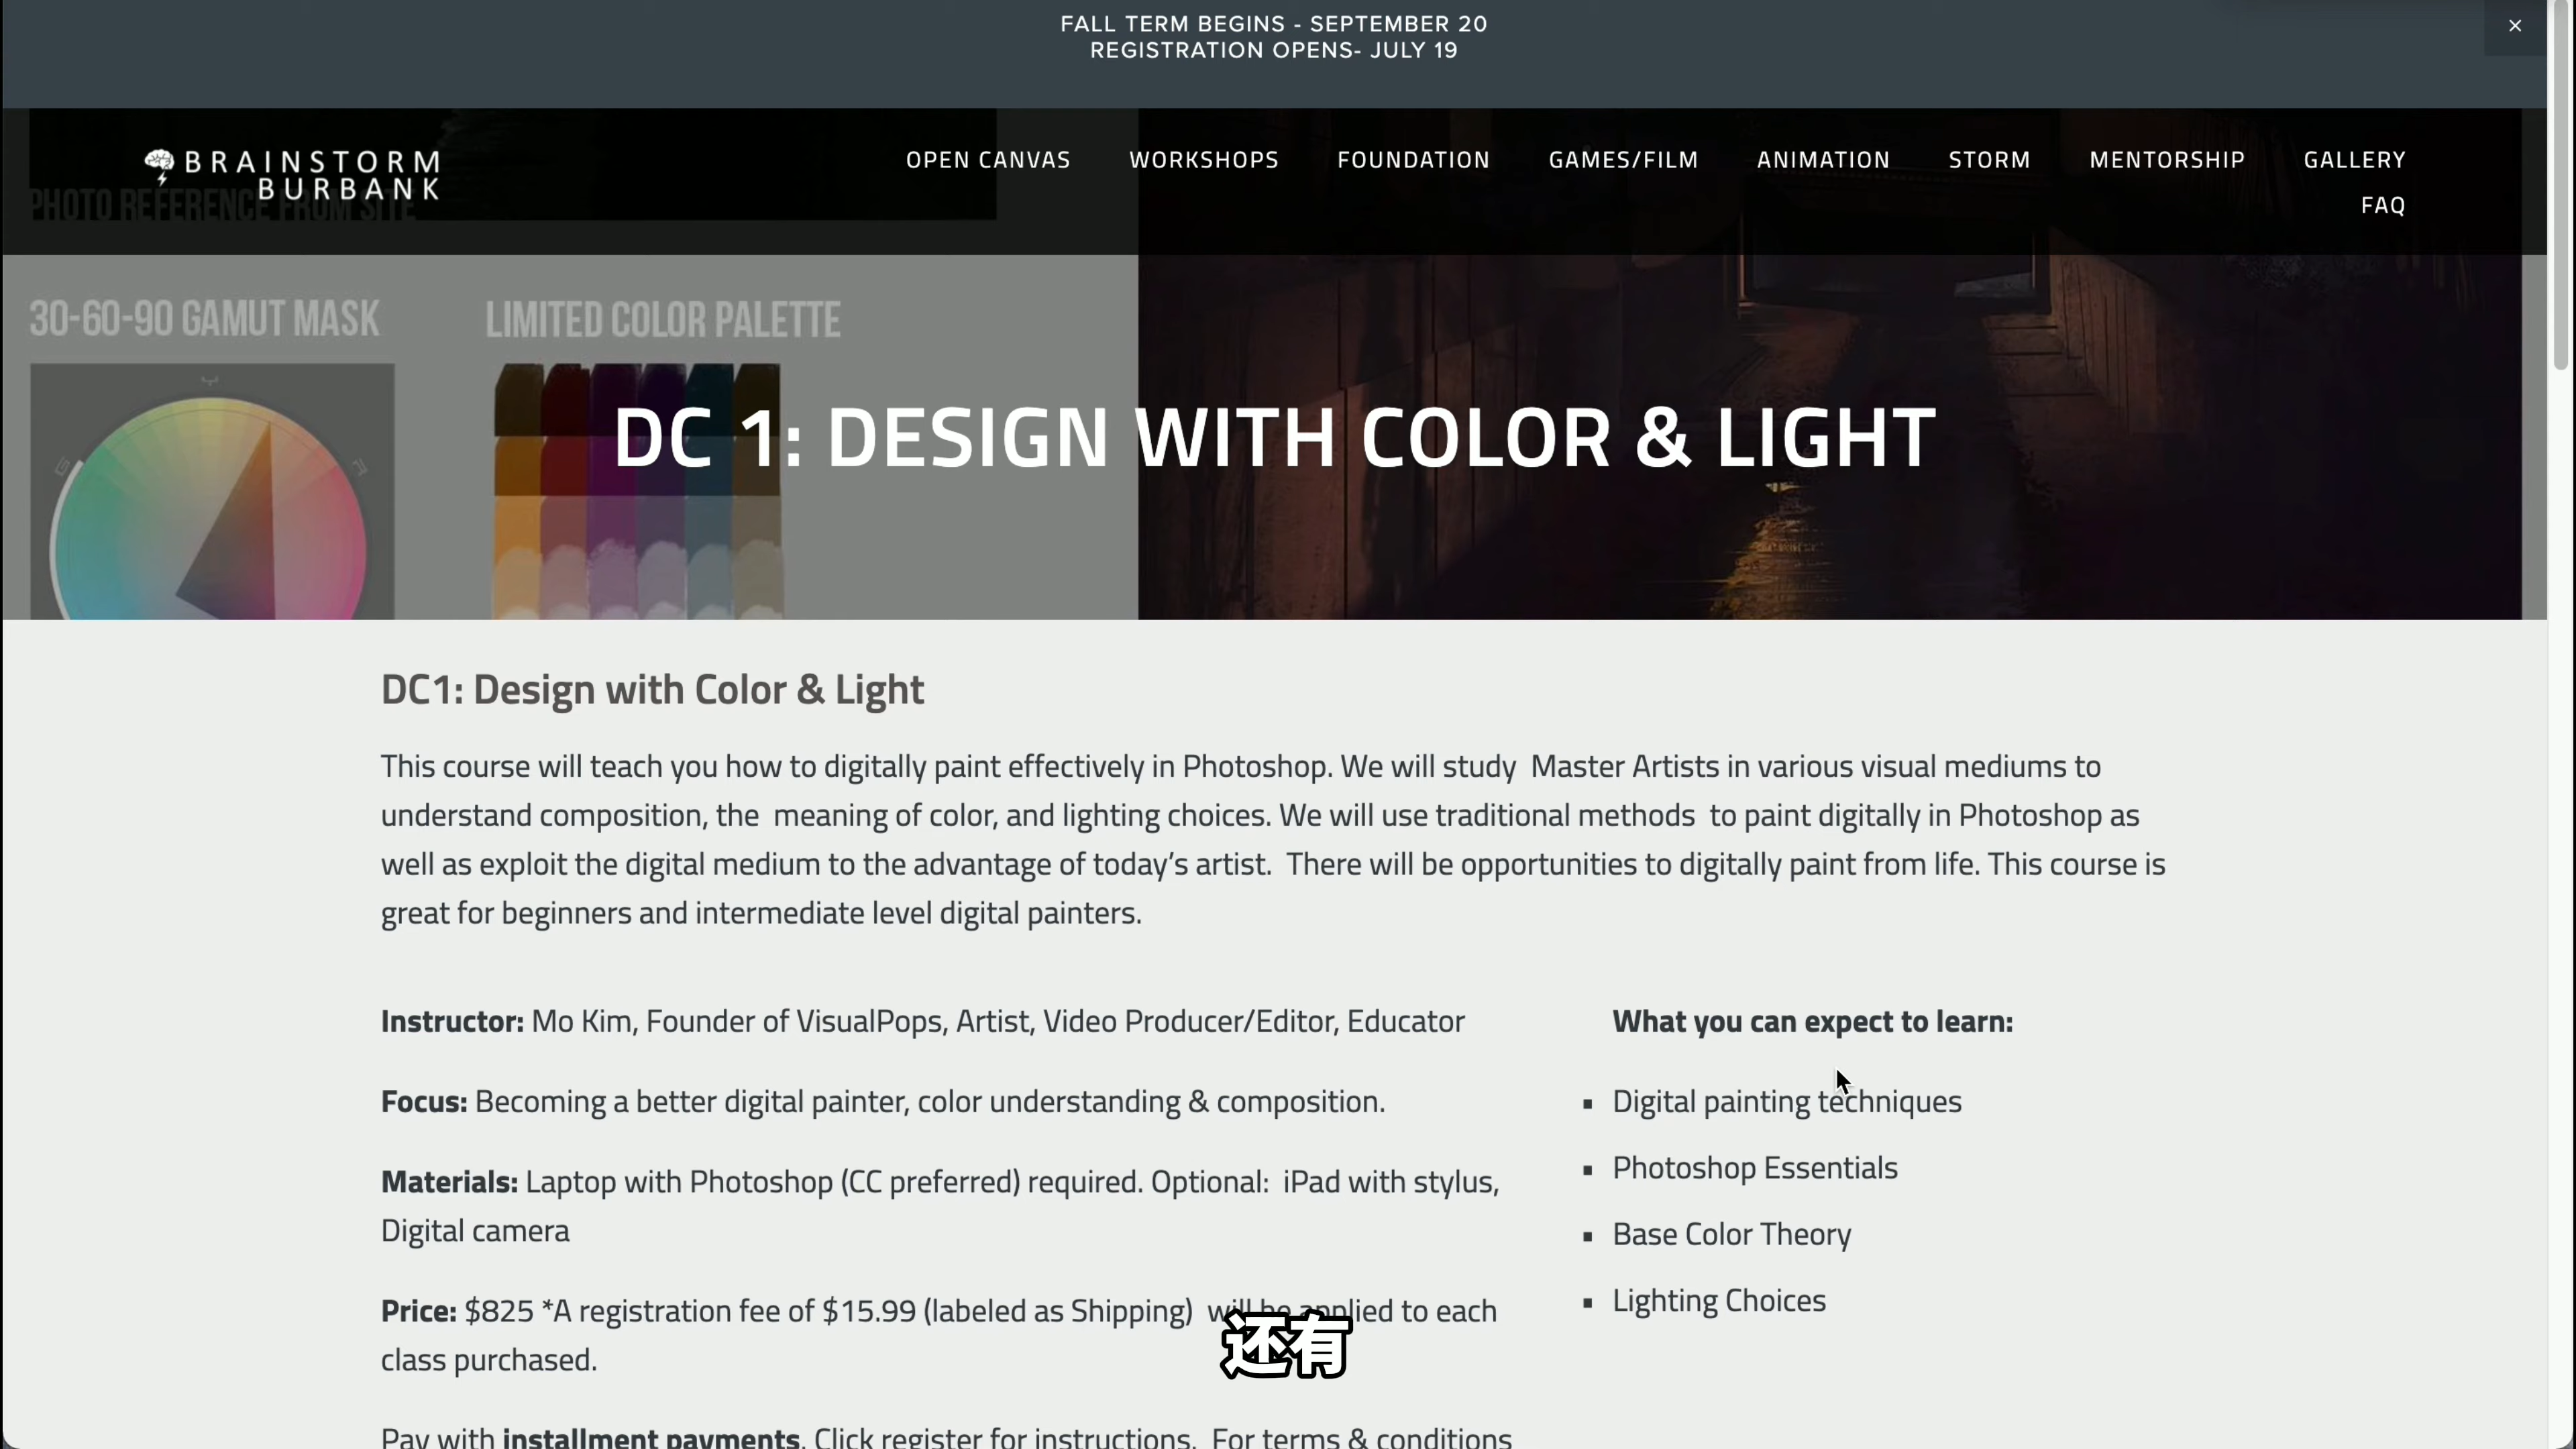 FALL TERM BEGINS - SEPTEMBER 20
REGISTRATION OPENS- JULY 19
×
BRAINSTORM
BURBANK
OPEN CANVAS WORKSHOPS FOUNDATION GAMES/FILM ANIMATION STORM MENTORSHIP GALLERY
FAQ
PHOTO REFERENCE FROM SITE
30-60-90 GAMUT MASK
LIMITED COLOR PALETTE
Y
G
R
DC 1: DESIGN WITH COLOR & LIGHT
DC1: Design with Color & Light
This course will teach you how to digitally paint effectively in Photoshop. We will study  Master Artists in various visual mediums to
understand composition, the  meaning of color, and lighting choices. We will use traditional methods  to paint digitally in Photoshop as
well as exploit the digital medium to the advantage of today’s artist.  There will be opportunities to digitally paint from life. This course is
great for beginners and intermediate level digital painters.
Instructor: Mo Kim, Founder of VisualPops, Artist, Video Producer/Editor, Educator
Focus: Becoming a better digital painter, color understanding & composition.
Materials: Laptop with Photoshop (CC preferred) required. Optional:  iPad with stylus,
Digital camera
Price: $825 *A registration fee of $15.99 (labeled as Shipping)  will be applied to each
class purchased.
Pay with installment payments. Click register for instructions.  For terms & conditions
What you can expect to learn:
▪ Digital painting techniques
▪ Photoshop Essentials
▪ Base Color Theory
▪ Lighting Choices
还有